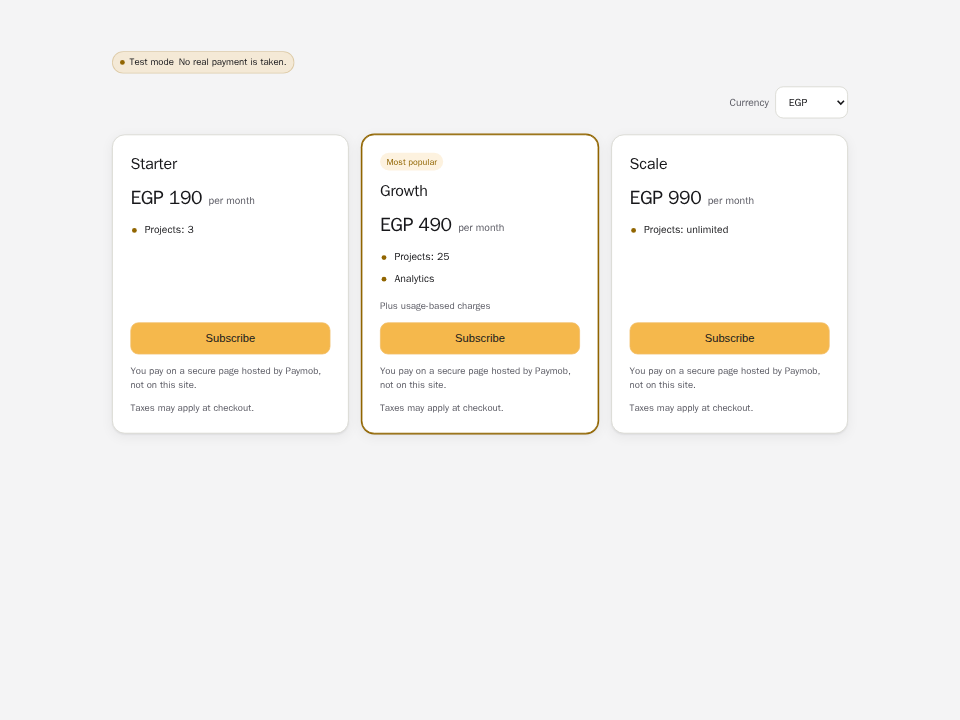 Test mode No real payment is taken.
Currency EGP
Starter
EGP 190 per month
Projects: 3
Subscribe
You pay on a secure page hosted by Paymob,
not on this site.
Taxes may apply at checkout.
Most popular
Growth
EGP 490 per month
Projects: 25
Analytics
Plus usage-based charges
Subscribe
You pay on a secure page hosted by Paymob,
not on this site.
Taxes may apply at checkout.
Scale
EGP 990 per month
Projects: unlimited
Subscribe
You pay on a secure page hosted by Paymob,
not on this site.
Taxes may apply at checkout.